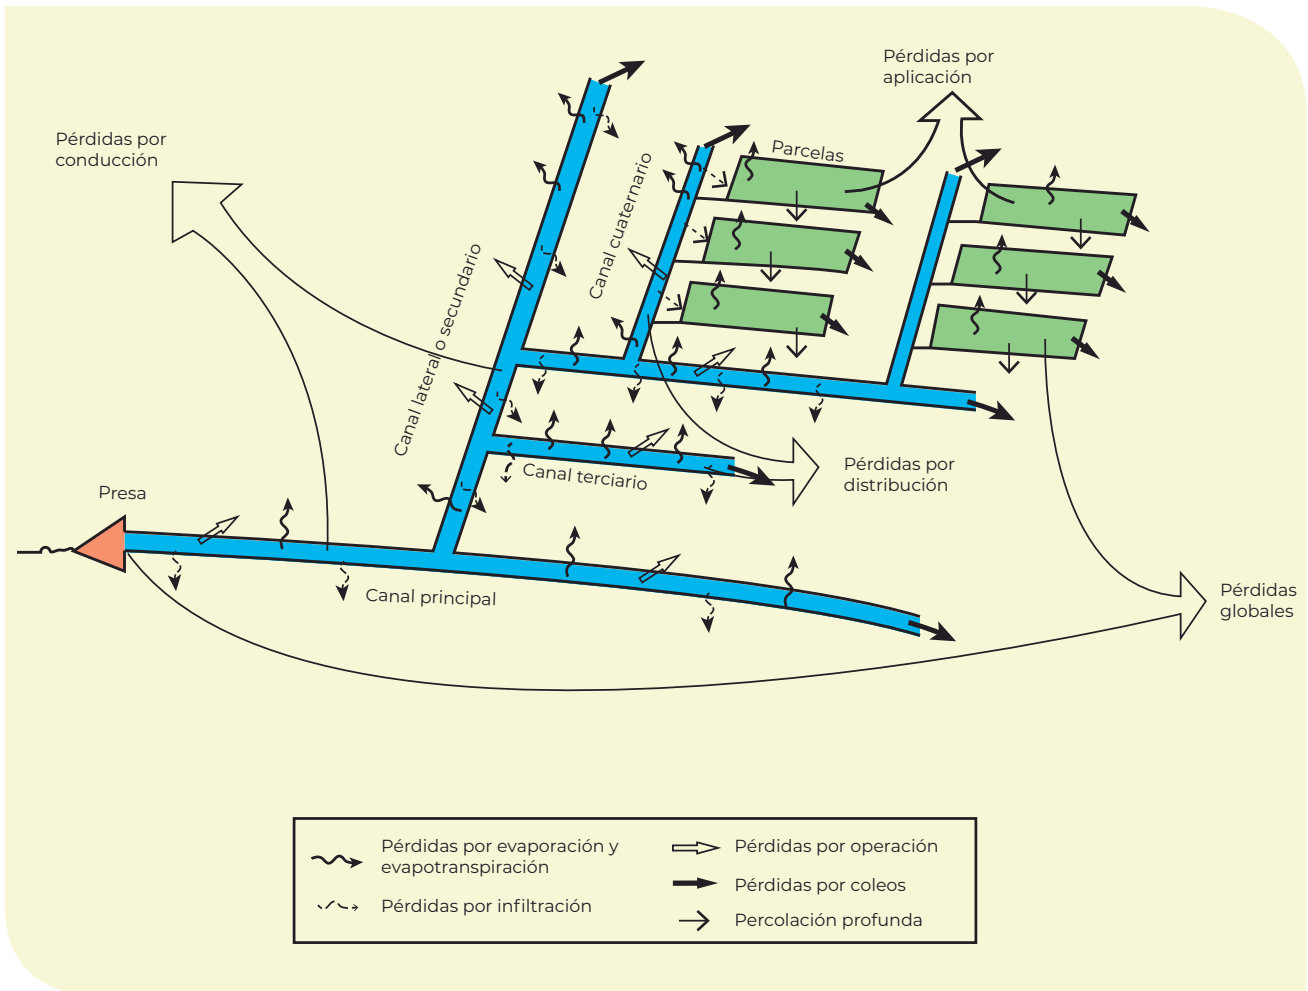 Pérdidas por
aplicación
Pérdidas por
conducción
Parcelas
Canal cuaternario
Canal lateral o secundario
Pérdidas por
distribución
Canal terciario
Presa
Canal principal
Pérdidas
globales
Pérdidas por evaporación y
evapotranspiración
Pérdidas por infiltración
Pérdidas por operación
Pérdidas por coleos
Percolación profunda